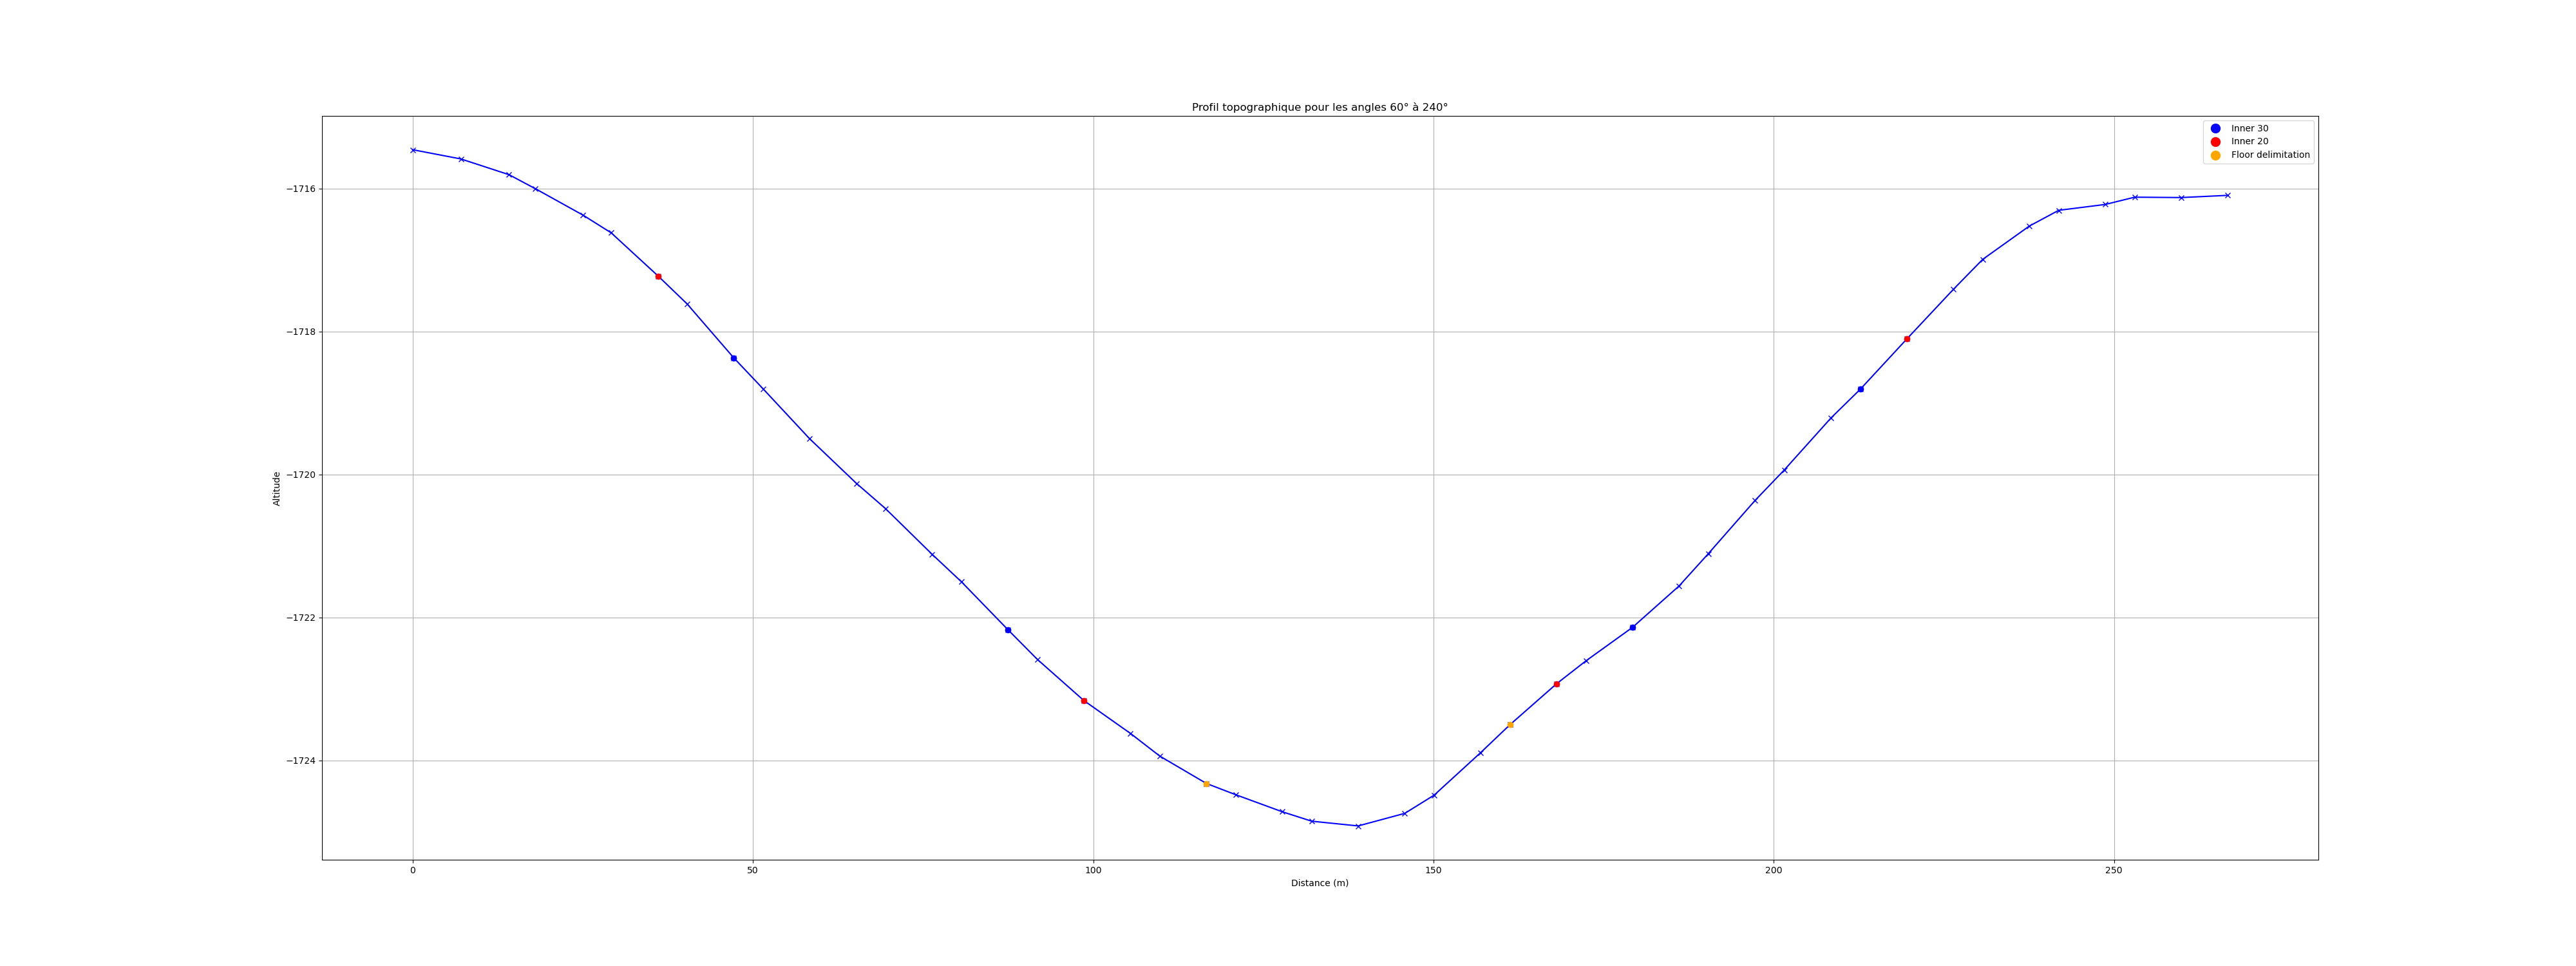 Profil topographique pour les angles 60° à 240°
Inner 30
Inner 20
Floor delimitation
−1716
−1718
−1720
−1722
−1724
Altitude
0 50 100 150 200 250
Distance (m)